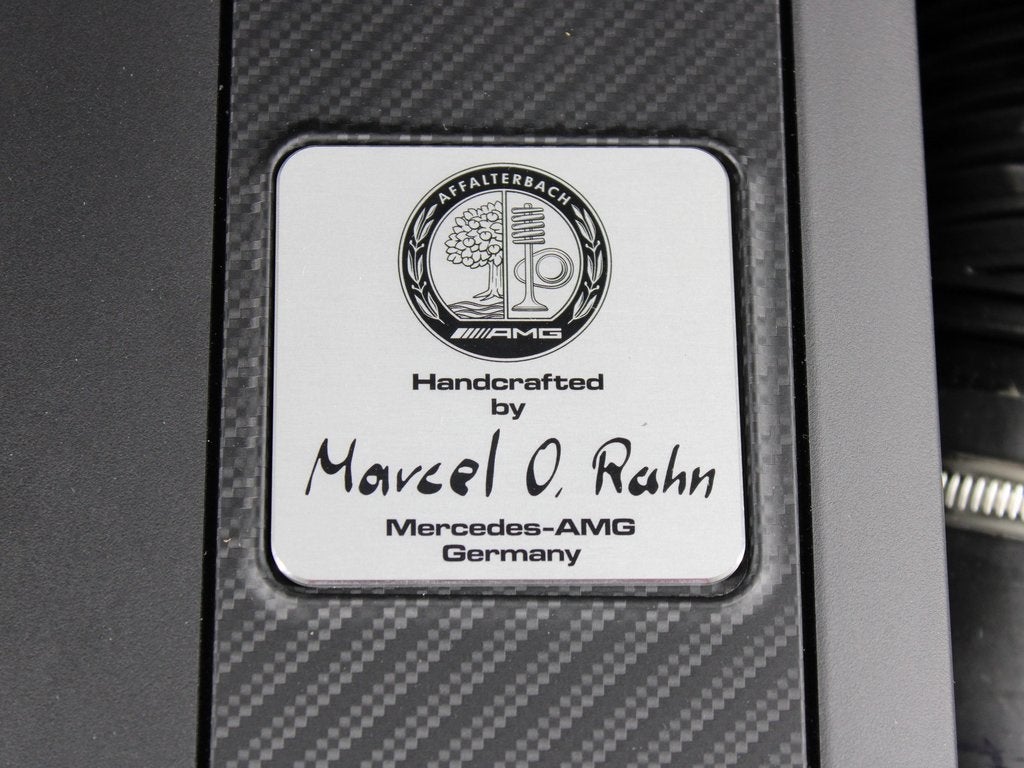 AFFALTERBACH
AMG
Handcrafted
by
Marcel O. Rahn
Mercedes-AMG
Germany